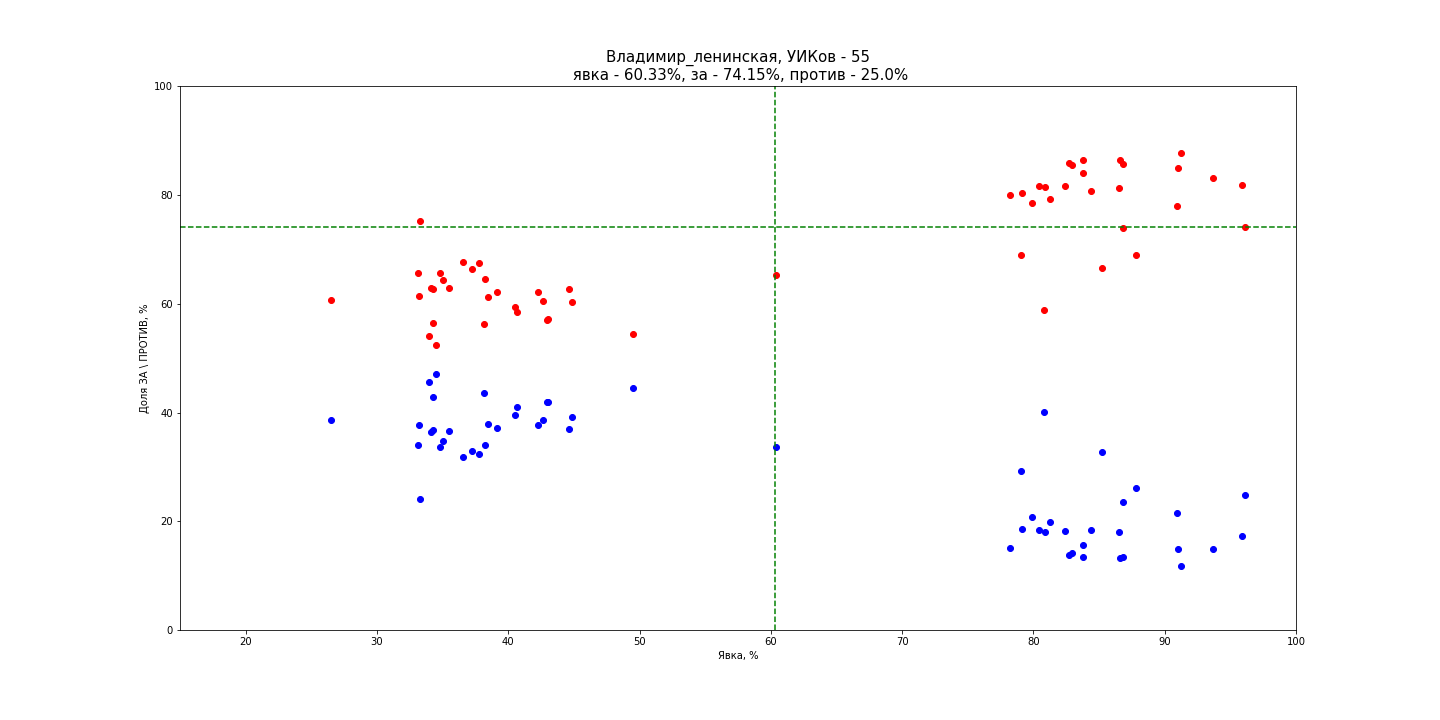 Владимир_ленинская, УИКов - 55
явка - 60.33%, за - 74.15%, против - 25.0%
100
80
60
40
20
0
Доля ЗА \ ПРОТИВ, %
20 30 40 50 60 70 80 90 100
Явка, %